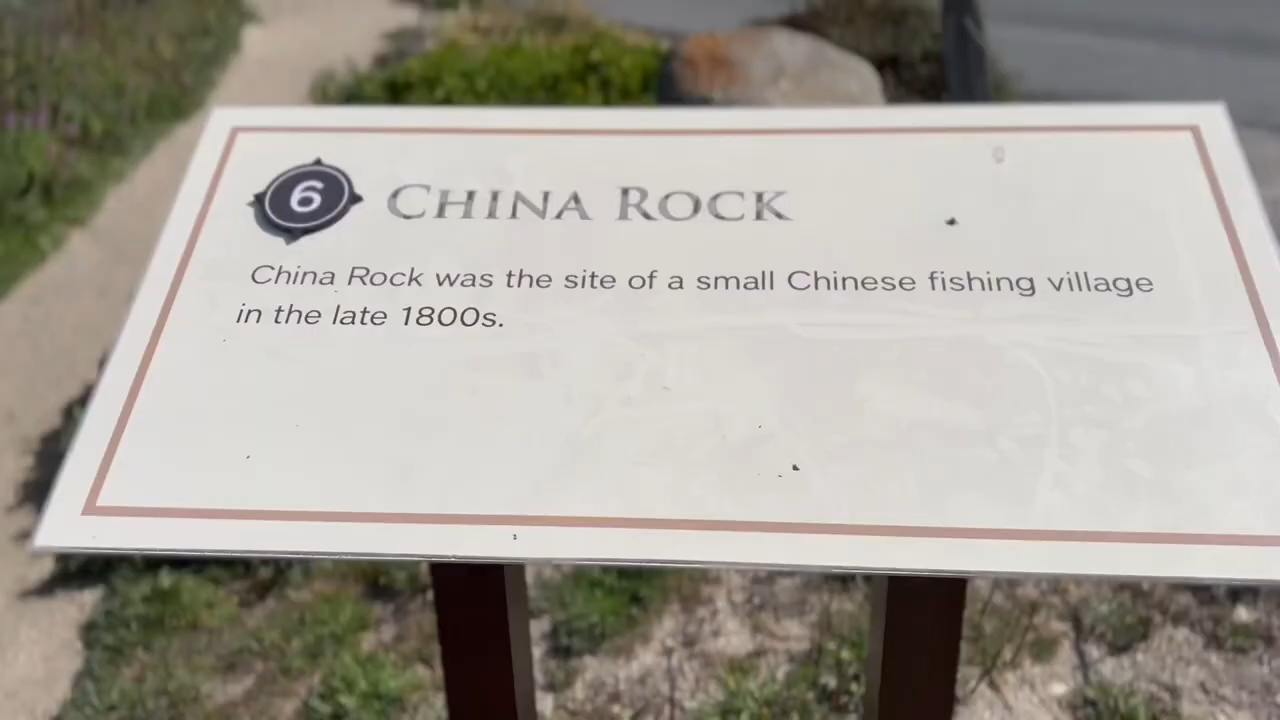 6 CHINA ROCK
China Rock was the site of a small Chinese fishing village
in the late 1800s.